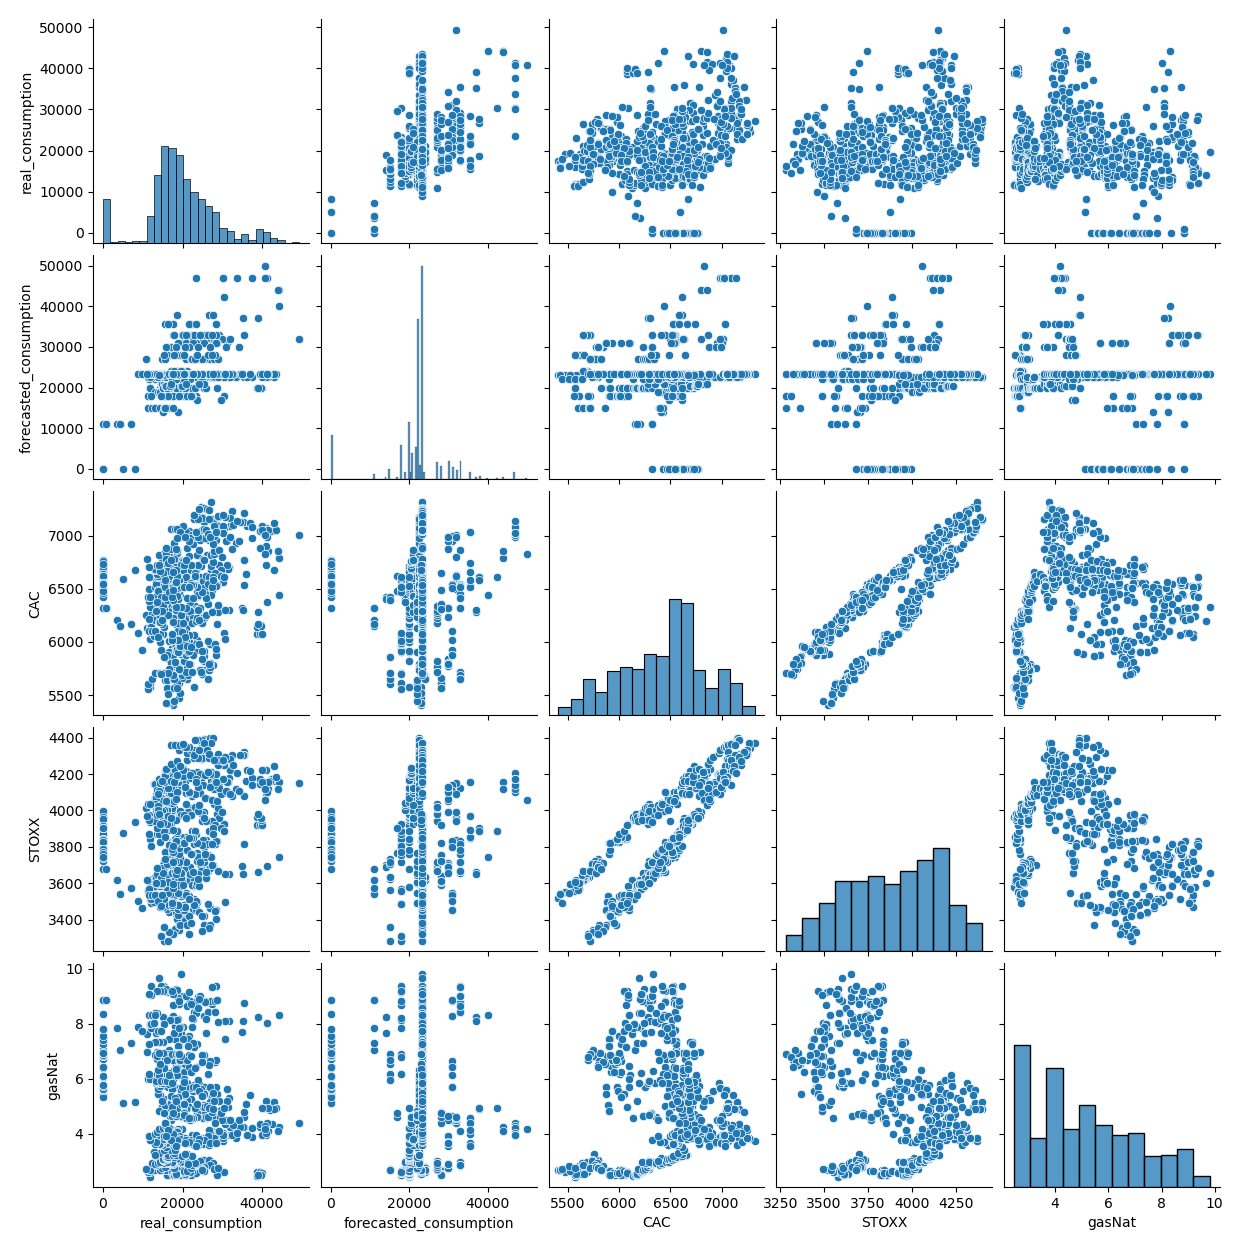 50000
40000
30000
20000
10000
0
real_consumption
50000
40000
30000
20000
10000
0
forecasted_consumption
7000
6500
6000
5500
CAC
4400
4200
4000
3800
3600
3400
STOXX
10
8
6
4
gasNat
0 20000 40000
real_consumption
0 20000 40000
forecasted_consumption
5500 6000 6500 7000
CAC
3250 3500 3750 4000 4250
STOXX
4 6 8 10
gasNat